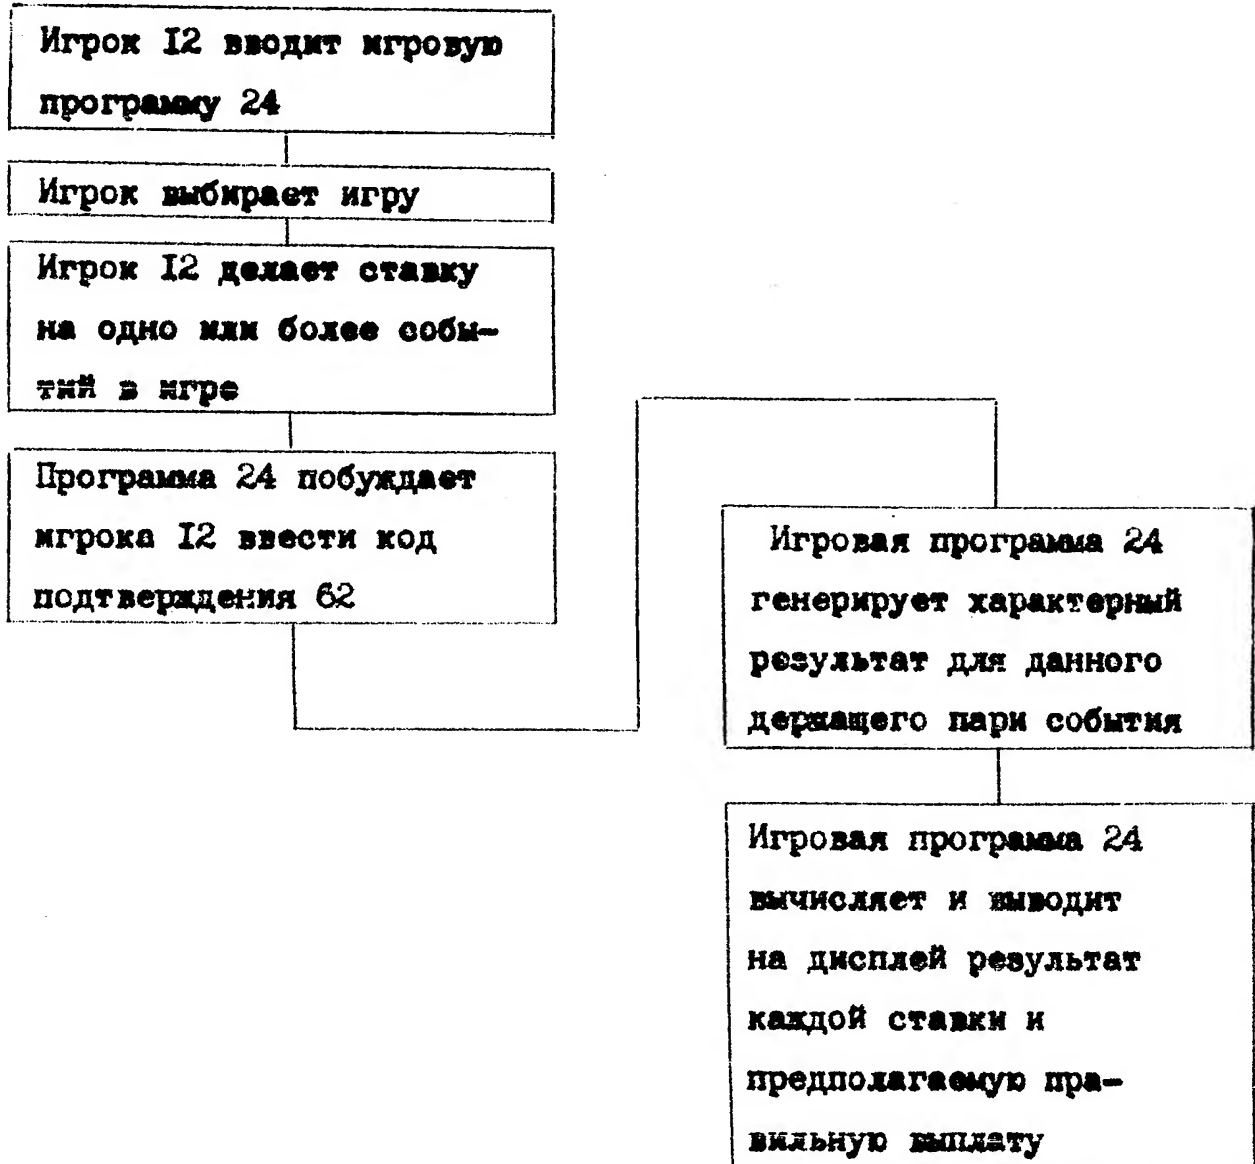 Игрок I2 вводит игровую
программу 24
Игрок выбирает игру
Игрок I2 делает ставку
на одно или более собы-
тий в игре
Программа 24 побуждает
игрока I2 ввести код
подтверждения 62
Игровая программа 24
генерирует характерный
результат для данного
держащего пари события
Игровая программа 24
вычисляет и выводит
на дисплей результат
каждой ставки и
предполагаемую пра-
вильную выплату